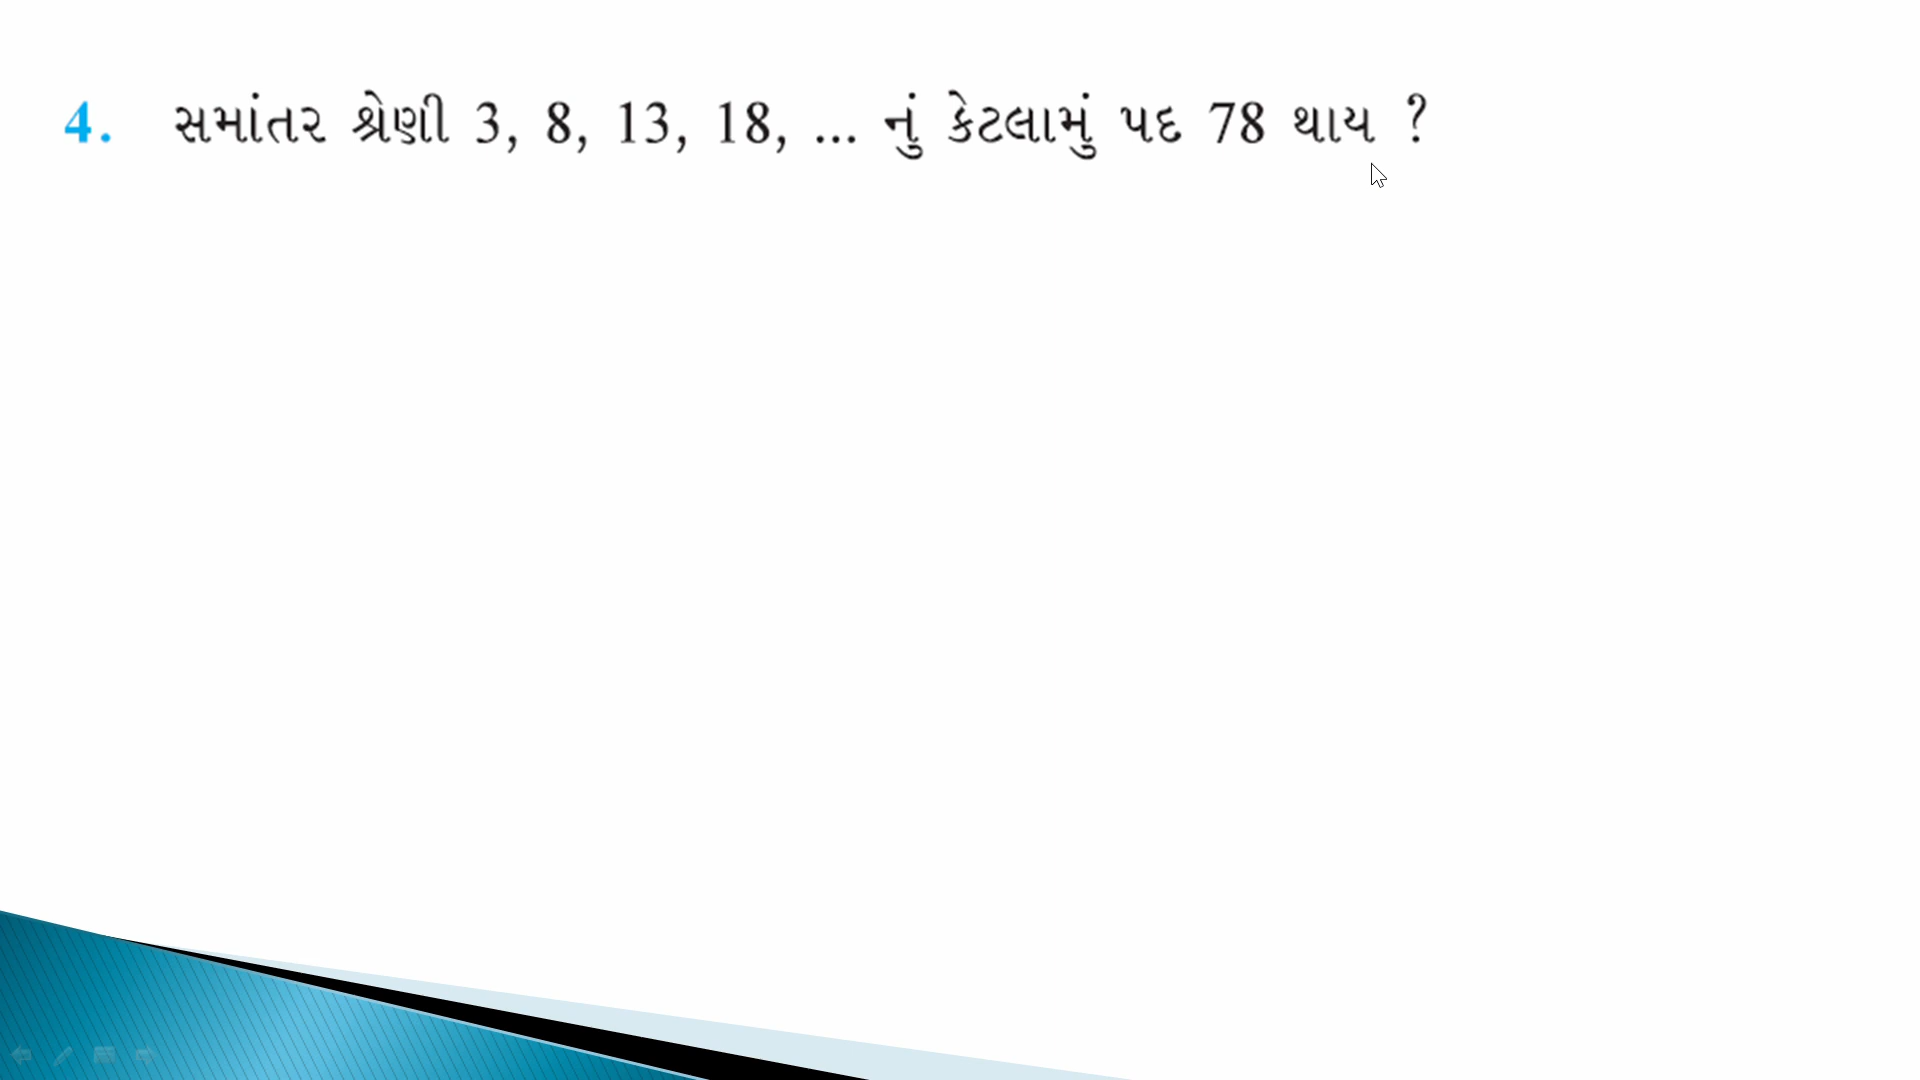 4. સમાંતર શ્રેણી 3, 8, 13, 18, ... નું કેટલામું પદ 78 થાય ?